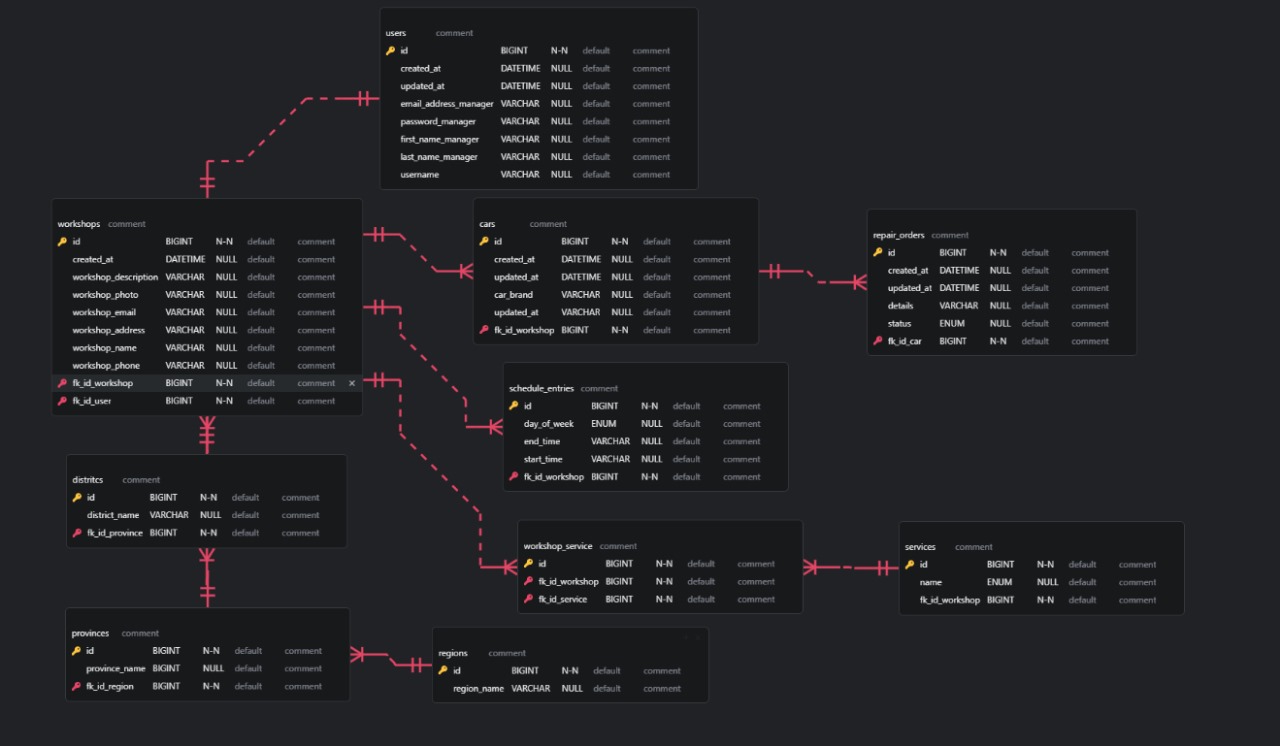 users comment
id BIGINT N-N default comment
created_at DATETIME NULL default comment
updated_at DATETIME NULL default comment
email_address_manager VARCHAR NULL default comment
password_manager VARCHAR NULL default comment
first_name_manager VARCHAR NULL default comment
last_name_manager VARCHAR NULL default comment
username VARCHAR NULL default comment
workshops comment
id BIGINT N-N default comment
created_at DATETIME NULL default comment
workshop_description VARCHAR NULL default comment
workshop_photo VARCHAR NULL default comment
workshop_email VARCHAR NULL default comment
workshop_address VARCHAR NULL default comment
workshop_name VARCHAR NULL default comment
workshop_phone VARCHAR NULL default comment
fk_id_workshop BIGINT N-N default comment ×
fk_id_user BIGINT N-N default comment
cars comment
id BIGINT N-N default comment
created_at DATETIME NULL default comment
updated_at DATETIME NULL default comment
car_brand VARCHAR NULL default comment
updated_at VARCHAR NULL default comment
fk_id_workshop BIGINT N-N default comment
repair_orders comment
id BIGINT N-N default comment
created_at DATETIME NULL default comment
updated_at DATETIME NULL default comment
details VARCHAR NULL default comment
status ENUM NULL default comment
fk_id_car BIGINT N-N default comment
schedule_entries comment
id BIGINT N-N default comment
day_of_week ENUM NULL default comment
end_time VARCHAR NULL default comment
start_time VARCHAR NULL default comment
fk_id_workshop BIGINT N-N default comment
distritcs comment
id BIGINT N-N default comment
district_name VARCHAR NULL default comment
fk_id_province BIGINT N-N default comment
workshop_service comment
id BIGINT N-N default comment
fk_id_workshop BIGINT N-N default comment
fk_id_service BIGINT N-N default comment
services comment
id BIGINT N-N default comment
name ENUM NULL default comment
fk_id_workshop BIGINT N-N default comment
provinces comment
id BIGINT N-N default comment
province_name BIGINT NULL default comment
fk_id_region BIGINT N-N default comment
regions comment
id BIGINT N-N default comment
region_name VARCHAR NULL default comment